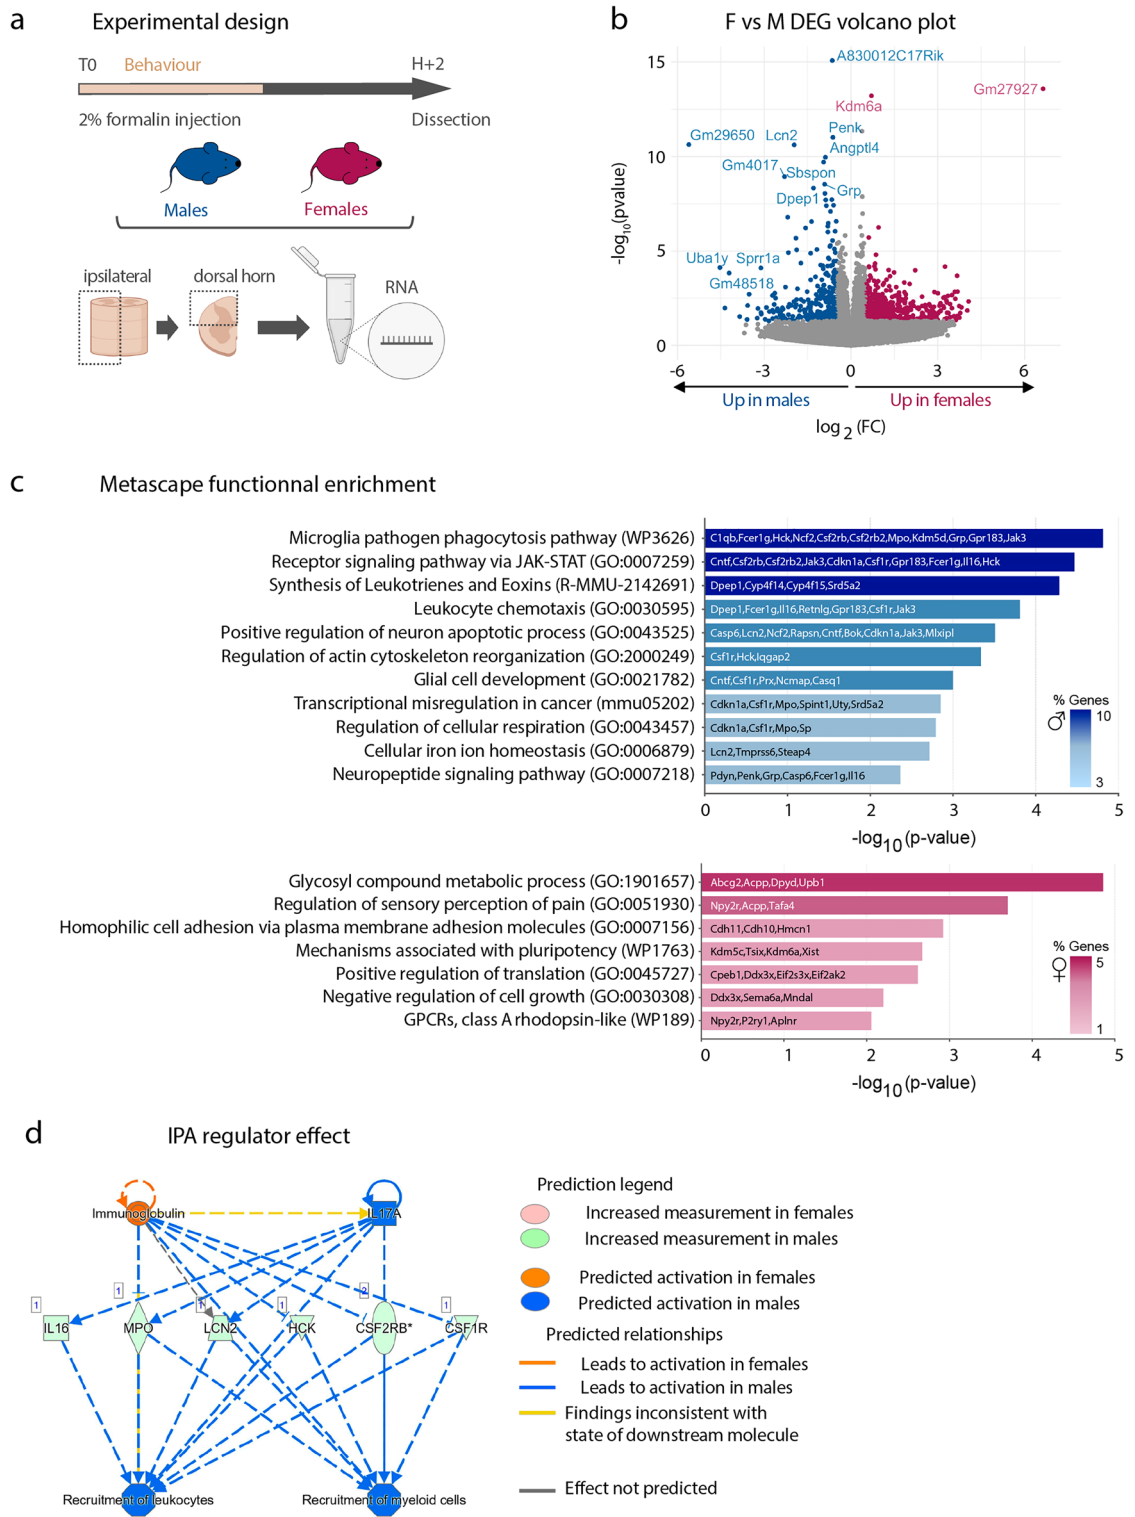 a
Experimental design
T0
Behaviour
H+2
2% formalin injection
Dissection
Males
Females
ipsilateral
dorsal horn
RNA
b
F vs M DEG volcano plot
15
10
5
0
-log10(pvalue)
A830012C17Rik
Gm27927
Kdm6a
Penk
Gm29650
Lcn2
Angptl4
Gm4017
Sbspon
Grp
Dpep1
Uba1y
Sprr1a
Gm48518
-6
-3
0
3
6
Up in males
Up in females
log 2 (FC)
c
Metascape functionnal enrichment
Microglia pathogen phagocytosis pathway (WP3626)
C1qb,Fcer1g,Hck,Ncf2,Csf2rb,Csf2rb2,Mpo,Kdm5d,Grp,Gpr183,Jak3
Receptor signaling pathway via JAK-STAT (GO:0007259)
Cntf,Csf2rb,Csf2rb2,Jak3,Cdkn1a,Csf1r,Gpr183,Fcer1g,Il16,Hck
Synthesis of Leukotrienes and Eoxins (R-MMU-2142691)
Dpep1,Cyp4f14,Cyp4f15,Srd5a2
Leukocyte chemotaxis (GO:0030595)
Dpep1,Fcer1g,Il16,Retnlg,Gpr183,Csf1r,Jak3
Positive regulation of neuron apoptotic process (GO:0043525)
Casp6,Lcn2,Ncf2,Rapsn,Cntf,Bok,Cdkn1a,Jak3,Mlxipl
Regulation of actin cytoskeleton reorganization (GO:2000249)
Csf1r,Hck,Iqgap2
Glial cell development (GO:0021782)
Cntf,Csf1r,Prx,Ncmap,Casq1
Transcriptional misregulation in cancer (mmu05202)
Cdkn1a,Csf1r,Mpo,Spint1,Uty,Srd5a2
Regulation of cellular respiration (GO:0043457)
Cdkn1a,Csf1r,Mpo,Sp
Cellular iron ion homeostasis (GO:0006879)
Lcn2,Tmprss6,Steap4
Neuropeptide signaling pathway (GO:0007218)
Pdyn,Penk,Grp,Casp6,Fcer1g,Il16
% Genes
♂
10
3
0
1
2
3
4
5
-log10 (p-value)
Glycosyl compound metabolic process (GO:1901657)
Abcg2,Acpp,Dpyd,Upb1
Regulation of sensory perception of pain (GO:0051930)
Npy2r,Acpp,Tafa4
Homophilic cell adhesion via plasma membrane adhesion molecules (GO:0007156)
Cdh11,Cdh10,Hmcn1
Mechanisms associated with pluripotency (WP1763)
Kdm5c,Tsix,Kdm6a,Xist
Positive regulation of translation (GO:0045727)
Cpeb1,Ddx3x,Eif2s3x,Eif2ak2
Negative regulation of cell growth (GO:0030308)
Ddx3x,Sema6a,Mndal
GPCRs, class A rhodopsin-like (WP189)
Npy2r,P2ry1,Aplnr
% Genes
♀
5
1
0
1
2
3
4
5
-log10 (p-value)
d
IPA regulator effect
Immunoglobulin
IL17A
1
1
1
1
2
1
IL16
MPO
LCN2
HCK
CSF2RB*
CSF1R
Recruitment of leukocytes
Recruitment of myeloid cells
Prediction legend
Increased measurement in females
Increased measurement in males
Predicted activation in females
Predicted activation in males
Predicted relationships
Leads to activation in females
Leads to activation in males
Findings inconsistent with
state of downstream molecule
Effect not predicted